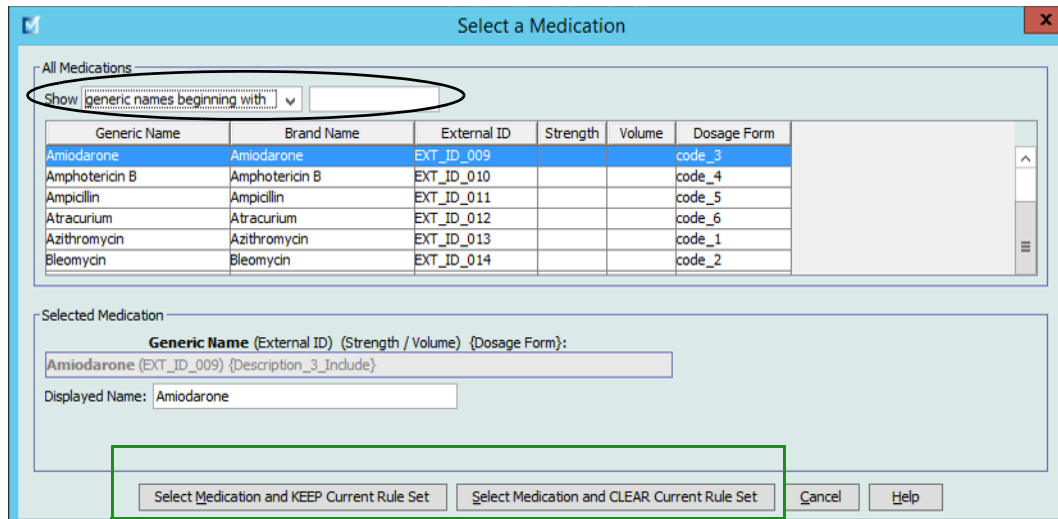 Select a Medication
x
All Medications
Show generic names beginning with
Generic Name Brand Name External ID Strength Volume Dosage Form
Amiodarone Amiodarone EXT_ID_009 code_3
Amphotericin B Amphotericin B EXT_ID_010 code_4
Ampicillin Ampicillin EXT_ID_011 code_5
Atracurium Atracurium EXT_ID_012 code_6
Azithromycin Azithromycin EXT_ID_013 code_1
Bleomycin Bleomycin EXT_ID_014 code_2
Selected Medication
Generic Name (External ID) (Strength / Volume) {Dosage Form}:
Amiodarone (EXT_ID_009) {Description_3_Include}
Displayed Name: Amiodarone
Select Medication and KEEP Current Rule Set Select Medication and CLEAR Current Rule Set Cancel Help